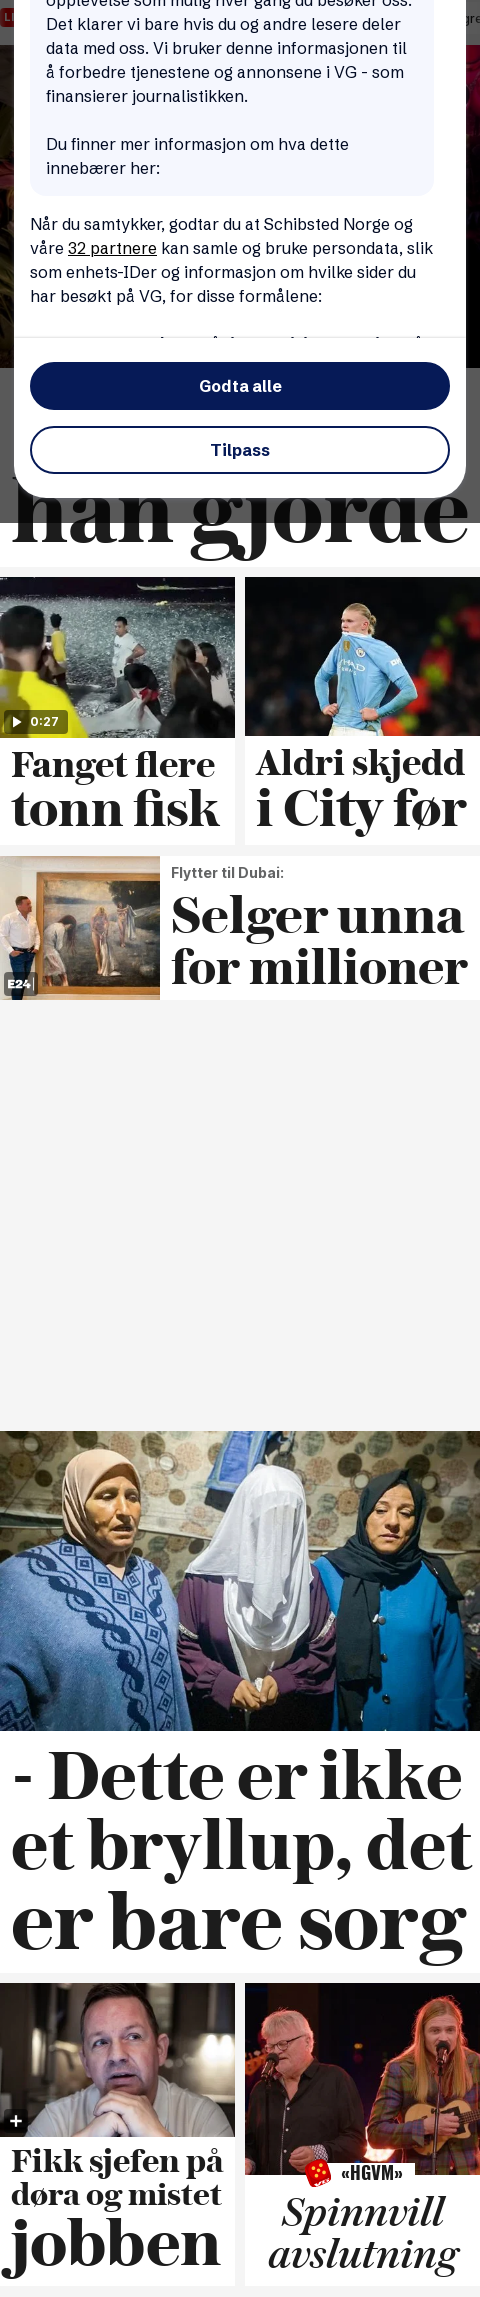 opplevelse som mulig hver gang du besøker oss.
Det klarer vi bare hvis du og andre lesere deler
data med oss. Vi bruker denne informasjonen til
å forbedre tjenestene og annonsene i VG - som
finansierer journalistikken.
Du finner mer informasjon om hva dette
innebærer her:
Når du samtykker, godtar du at Schibsted Norge og
våre 32 partnere kan samle og bruke persondata, slik
som enhets-IDer og informasjon om hvilke sider du
har besøkt på VG, for disse formålene:
Godta alle
Tilpass
han gjorde
0:27
Fanget flere
tonn fisk
Aldri skjedd
i City før
E24
Flytter til Dubai:
Selger unna
for millioner
- Dette er ikke
et bryllup, det
er bare sorg
+
Fikk sjefen på
døra og mistet
jobben
«HGVM»
Spinnvill
avslutning